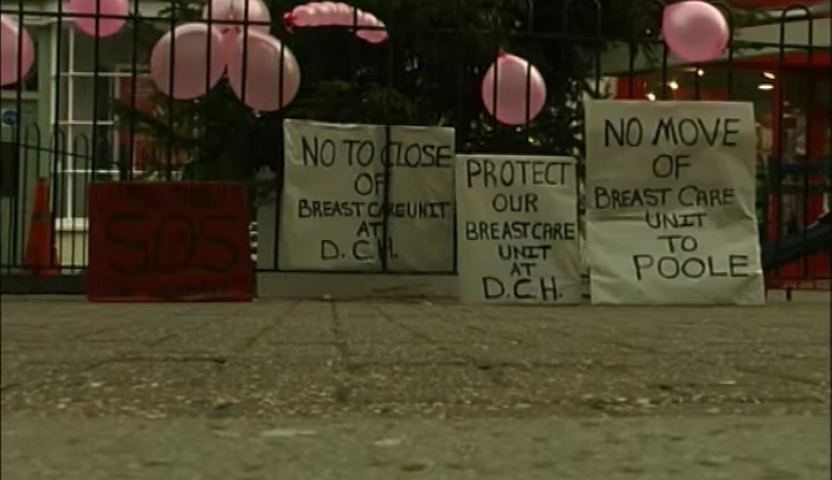 SOS
NO TO CLOSE
OF
BREAST CARE UNIT
AT
D.C.H.
PROTECT
OUR
BREAST CARE
UNIT
AT
D.C.H.
NO MOVE
OF
BREAST CARE
UNIT
TO
POOLE